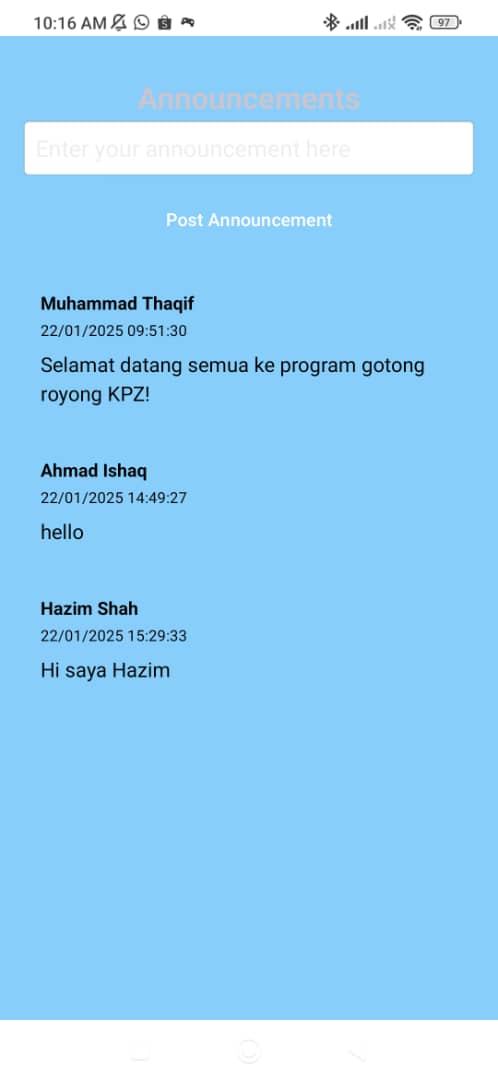 10:16 AM
97
Announcements
Enter your announcement here
Post Announcement
Muhammad Thaqif
22/01/2025 09:51:30
Selamat datang semua ke program gotong
royong KPZ!
Ahmad Ishaq
22/01/2025 14:49:27
hello
Hazim Shah
22/01/2025 15:29:33
Hi saya Hazim